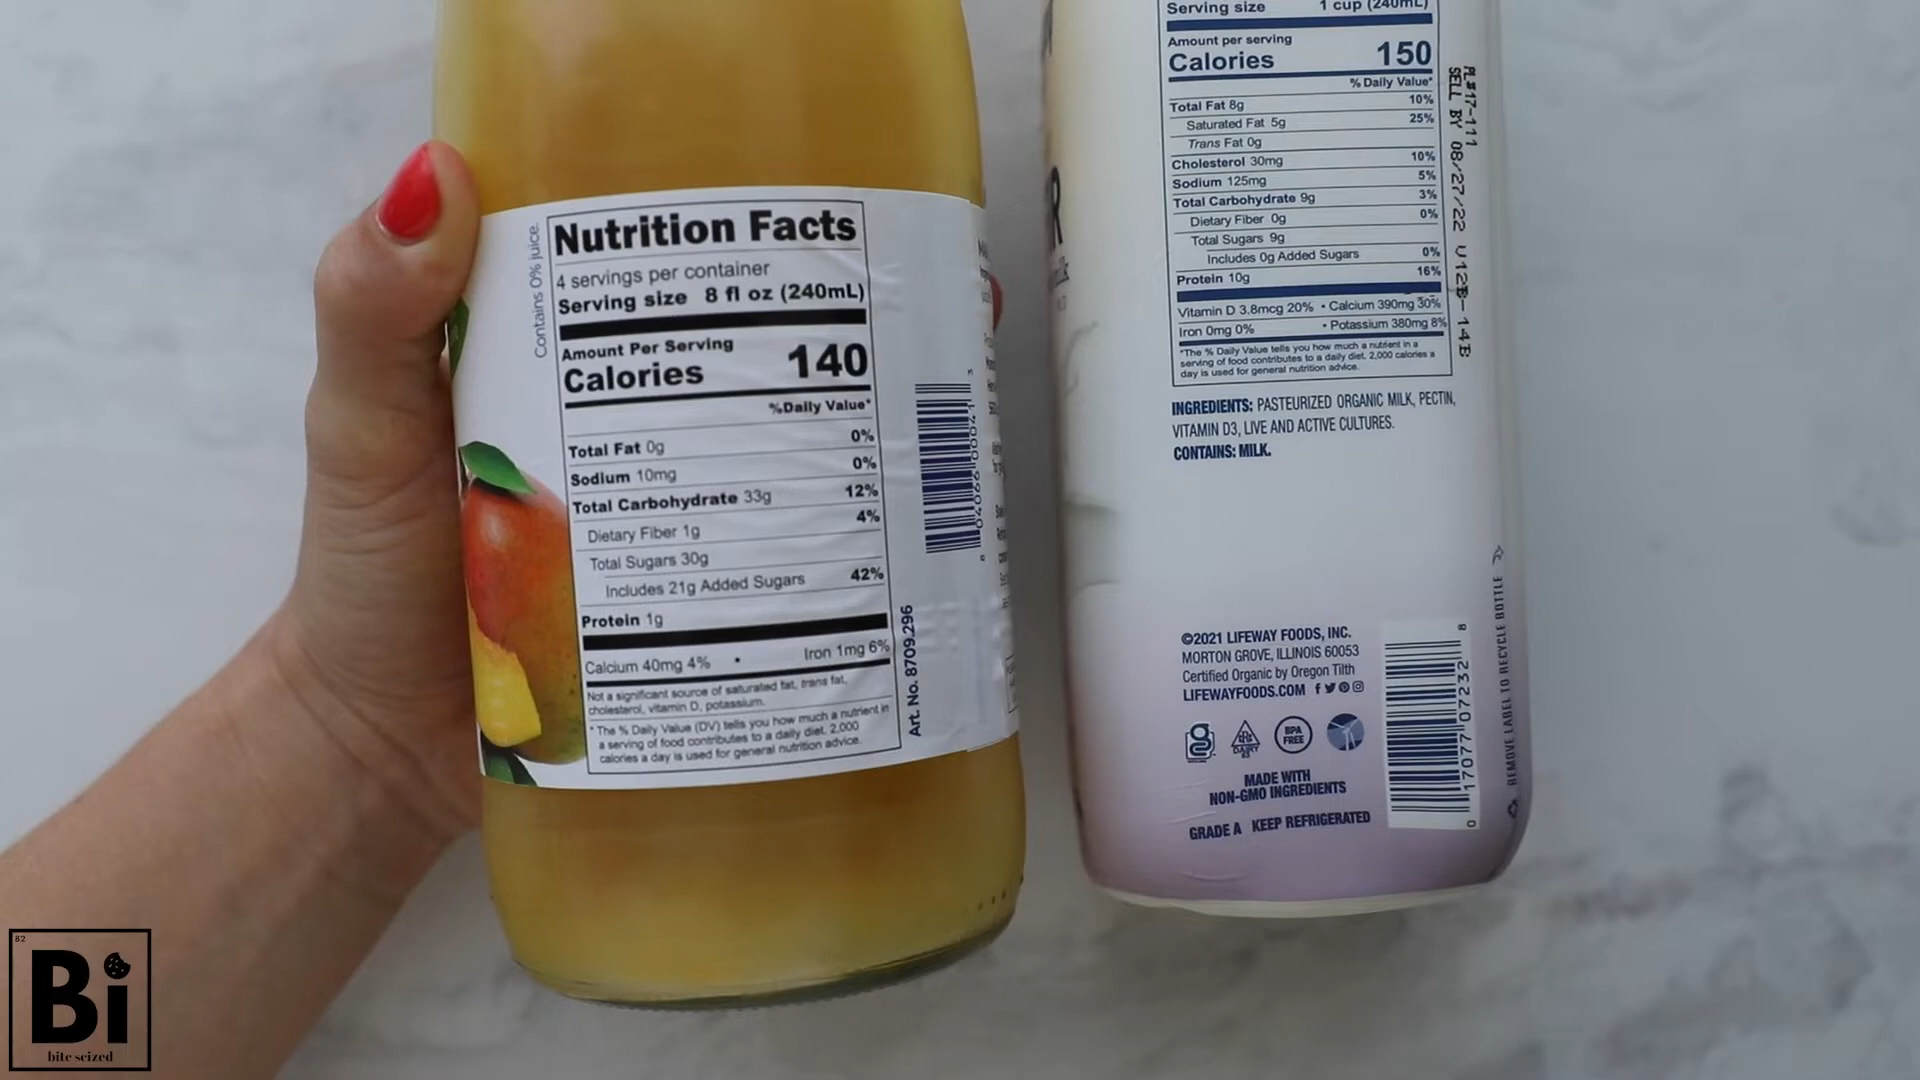 Contains 0% juice.
Nutrition Facts
4 servings per container
Serving size 8 fl oz (240mL)
Amount Per Serving
Calories 140
%Daily Value*
Total Fat 0g 0%
Sodium 10mg 0%
Total Carbohydrate 33g 12%
Dietary Fiber 1g 4%
Total Sugars 30g
Includes 21g Added Sugars 42%
Protein 1g
Calcium 40mg 4% • Iron 1mg 6%
Not a significant source of saturated fat, trans fat,
cholesterol, vitamin D, potassium.
* The % Daily Value (DV) tells you how much a nutrient in
a serving of food contributes to a daily diet. 2,000
calories a day is used for general nutrition advice.
Art. No. 8709.296
Serving size 1 cup (240mL)
Amount per serving
Calories 150
% Daily Value*
Total Fat 8g 10%
Saturated Fat 5g 25%
Trans Fat 0g
Cholesterol 30mg 10%
Sodium 125mg 5%
Total Carbohydrate 9g 3%
Dietary Fiber 0g 0%
Total Sugars 9g
Includes 0g Added Sugars 0%
Protein 10g 16%
Vitamin D 3.8mcg 20% • Calcium 390mg 30%
Iron 0mg 0% • Potassium 380mg 8%
*The % Daily Value tells you how much a nutrient in a
serving of food contributes to a daily diet. 2,000 calories a
day is used for general nutrition advice.
PL#17-111
SELL BY 08/27/22 U12B-14B
INGREDIENTS: PASTEURIZED ORGANIC MILK, PECTIN,
VITAMIN D3, LIVE AND ACTIVE CULTURES.
CONTAINS: MILK.
©2021 LIFEWAY FOODS, INC.
MORTON GROVE, ILLINOIS 60053
Certified Organic by Oregon Tilth
LIFEWAYFOODS.COM
DAIRY
BPA
FREE
MADE WITH
NON-GMO INGREDIENTS
GRADE A KEEP REFRIGERATED
0 17077 07232 8
REMOVE LABEL TO RECYCLE BOTTLE
82
Bi
bite seized